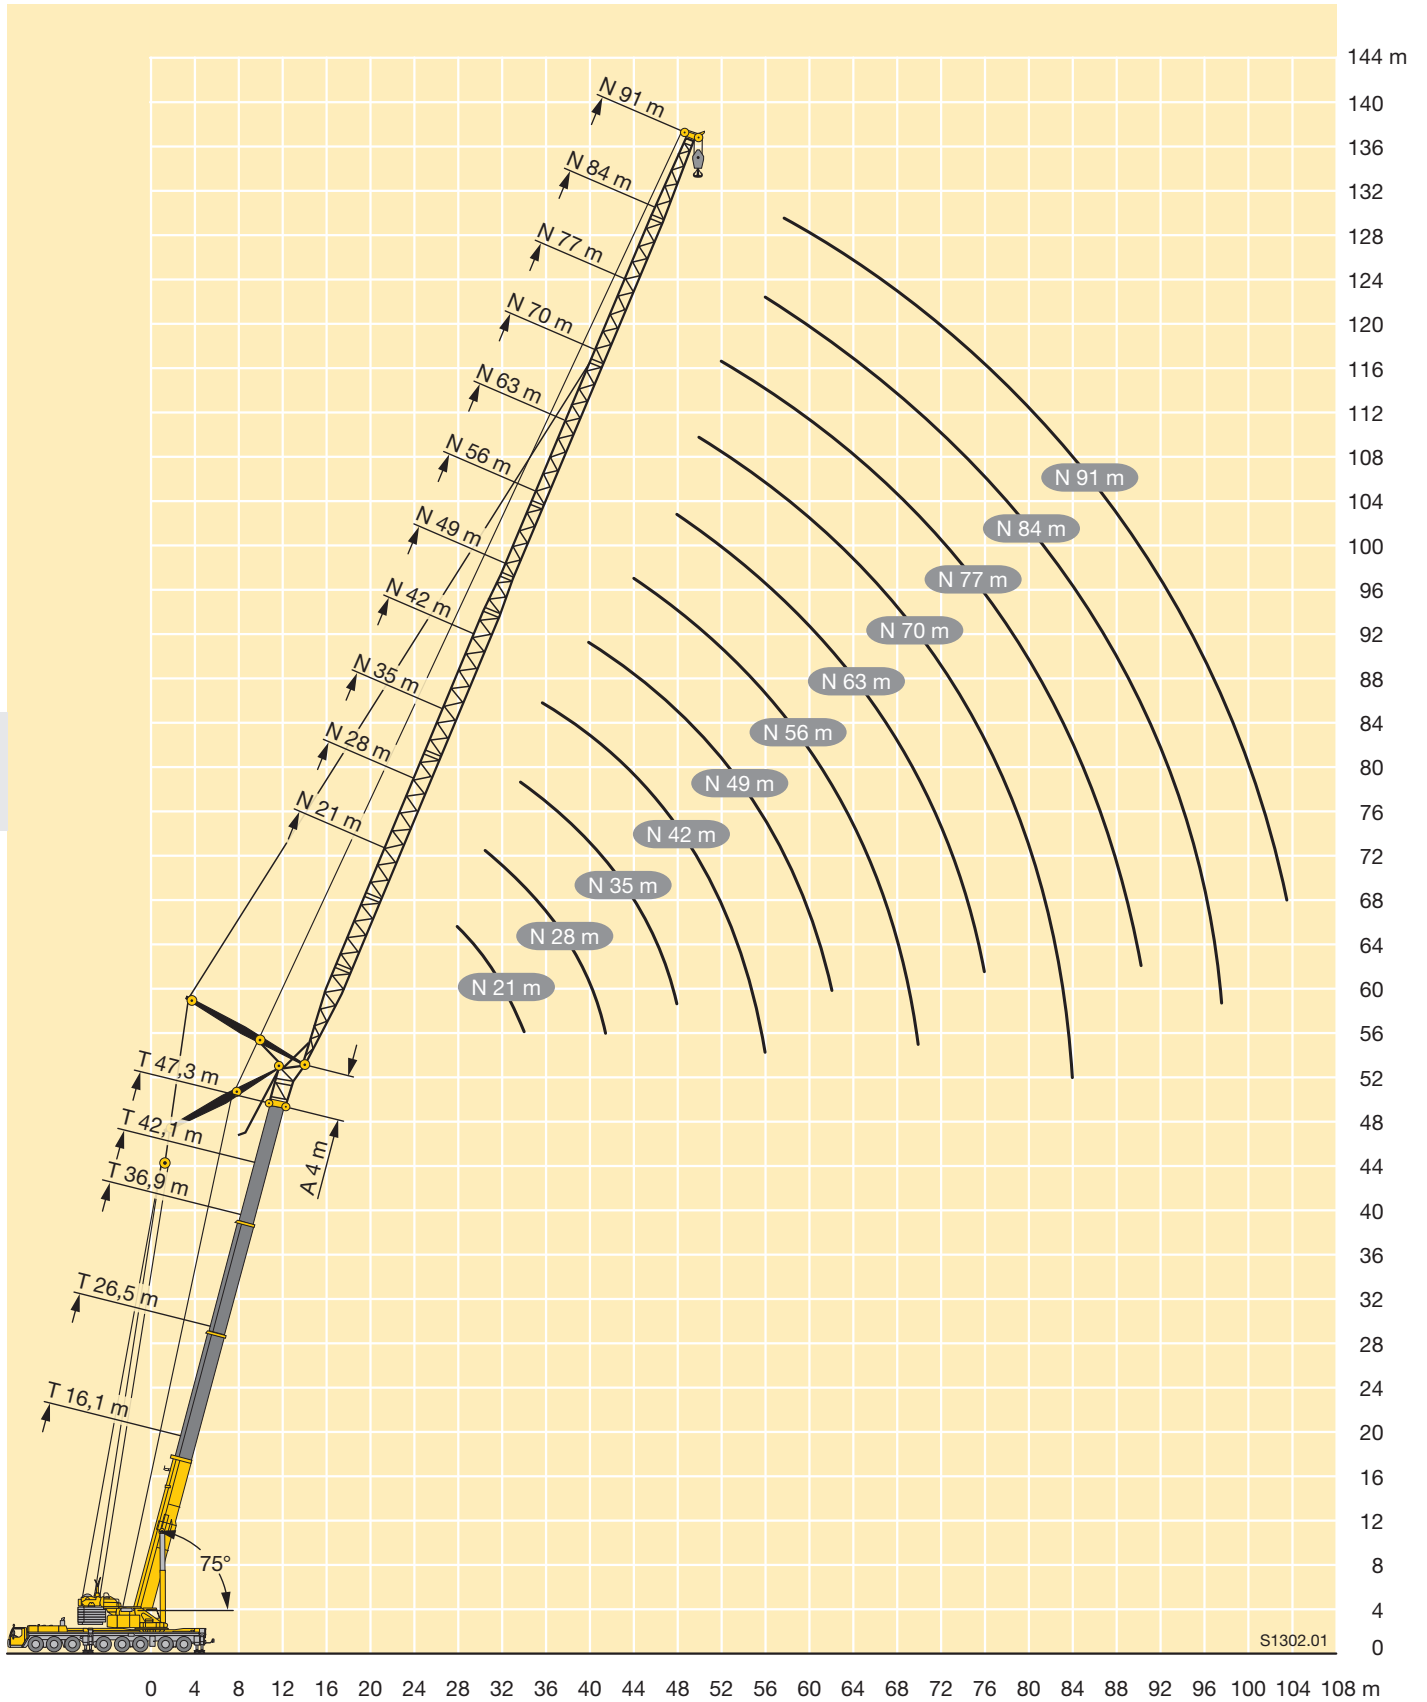 144 m
140
136
132
128
124
120
116
112
108
104
100
96
92
88
84
80
76
72
68
64
60
56
52
48
44
40
36
32
28
24
20
16
12
8
4
0
N 91 m
N 84 m
N 77 m
N 70 m
N 63 m
N 56 m
N 49 m
N 42 m
N 35 m
N 28 m
N 21 m
N 91 m
N 84 m
N 77 m
N 70 m
N 63 m
N 56 m
N 49 m
N 42 m
N 35 m
N 28 m
N 21 m
T 47,3 m
T 42,1 m
T 36,9 m
A 4 m
T 26,5 m
T 16,1 m
75°
S1302.01
0 4 8 12 16 20 24 28 32 36 40 44 48 52 56 60 64 68 72 76 80 84 88 92 96 100 104 108 m